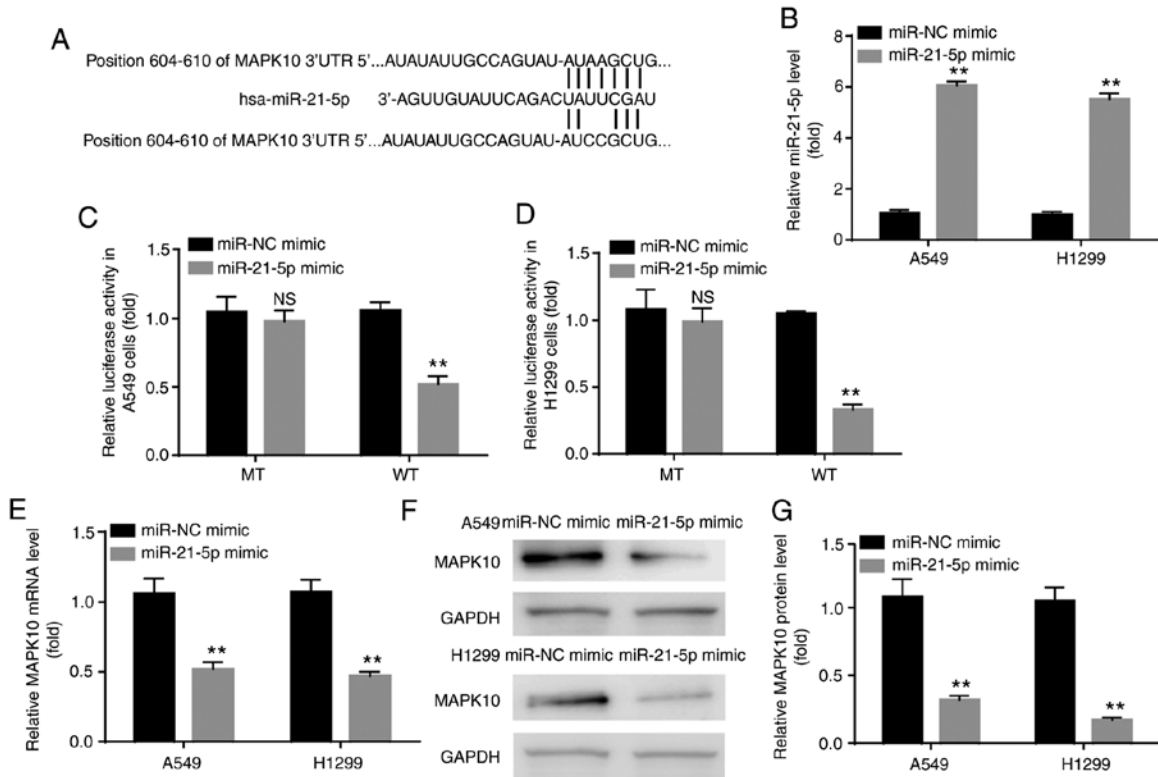 A
Position 604-610 of MAPK10 3'UTR 5'...AUAUAUUGCCAGUAU-AUAAGCUG...
hsa-miR-21-5p 3'-AGUUGUAUUCAGACUAUUCGAU
Position 604-610 of MAPK10 3'UTR 5'...AUAUAUUGCCAGUAU-AUCCGCUG...
B
miR-NC mimic
miR-21-5p mimic
Relative miR-21-5p level
(fold)
8
6
4
2
0
**
**
A549 H1299
C
miR-NC mimic
miR-21-5p mimic
Relative luciferase activity in
A549 cells (fold)
1.5
1.0
0.5
0.0
NS
**
MT WT
D
miR-NC mimic
miR-21-5p mimic
Relative luciferase activity in
H1299 cells (fold)
1.5
1.0
0.5
0.0
NS
**
MT WT
E
miR-NC mimic
miR-21-5p mimic
Relative MAPK10 mRNA level
(fold)
1.5
1.0
0.5
0.0
**
**
A549 H1299
F
A549 miR-NC mimic miR-21-5p mimic
MAPK10
GAPDH
H1299 miR-NC mimic miR-21-5p mimic
MAPK10
GAPDH
G
miR-NC mimic
miR-21-5p mimic
Relative MAPK10 protein level
(fold)
1.5
1.0
0.5
0.0
**
**
A549 H1299